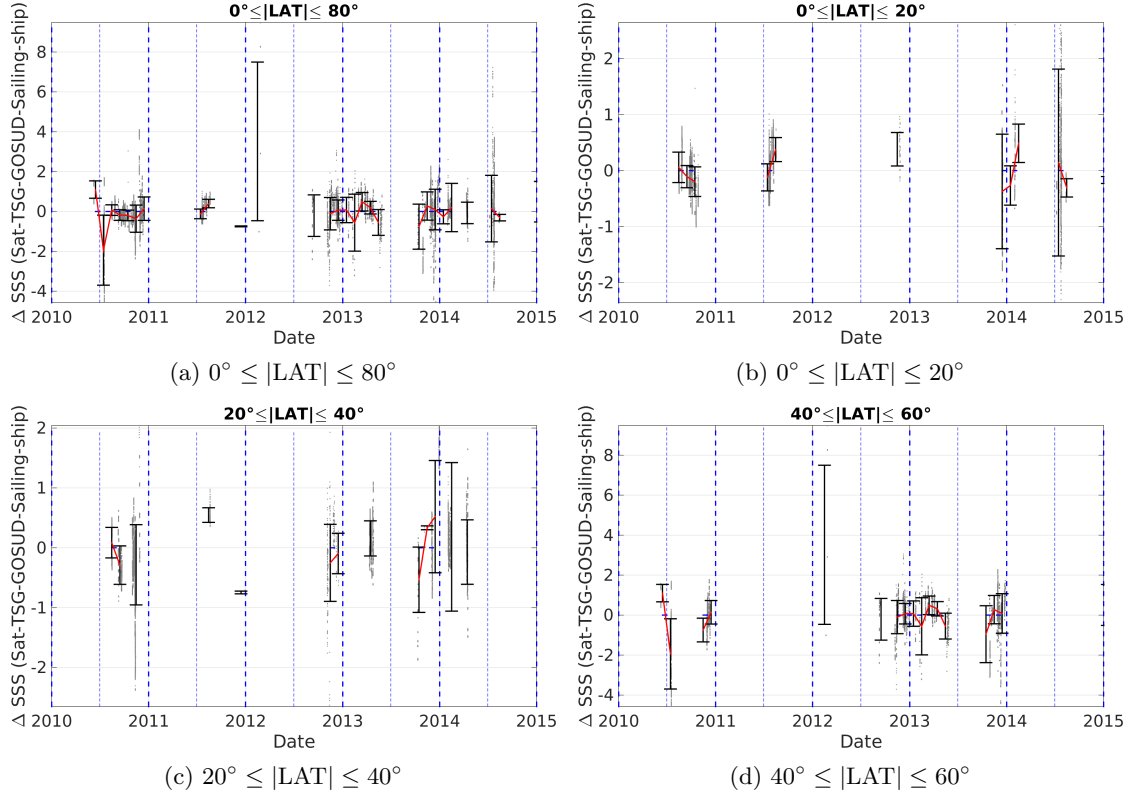 0°≤|LAT|≤ 80°
Δ SSS (Sat-TSG-GOSUD-Sailing-ship)
8
6
4
2
0
-2
-4
2010 2011 2012 2013 2014 2015
Date
(a) 0° ≤ |LAT| ≤ 80°
0°≤|LAT|≤ 20°
Δ SSS (Sat-TSG-GOSUD-Sailing-ship)
2
1
0
-1
-2
2010 2011 2012 2013 2014 2015
Date
(b) 0° ≤ |LAT| ≤ 20°
20°≤|LAT|≤ 40°
Δ SSS (Sat-TSG-GOSUD-Sailing-ship)
2
1
0
-1
-2
2010 2011 2012 2013 2014 2015
Date
(c) 20° ≤ |LAT| ≤ 40°
40°≤|LAT|≤ 60°
Δ SSS (Sat-TSG-GOSUD-Sailing-ship)
8
6
4
2
0
-2
-4
2010 2011 2012 2013 2014 2015
Date
(d) 40° ≤ |LAT| ≤ 60°